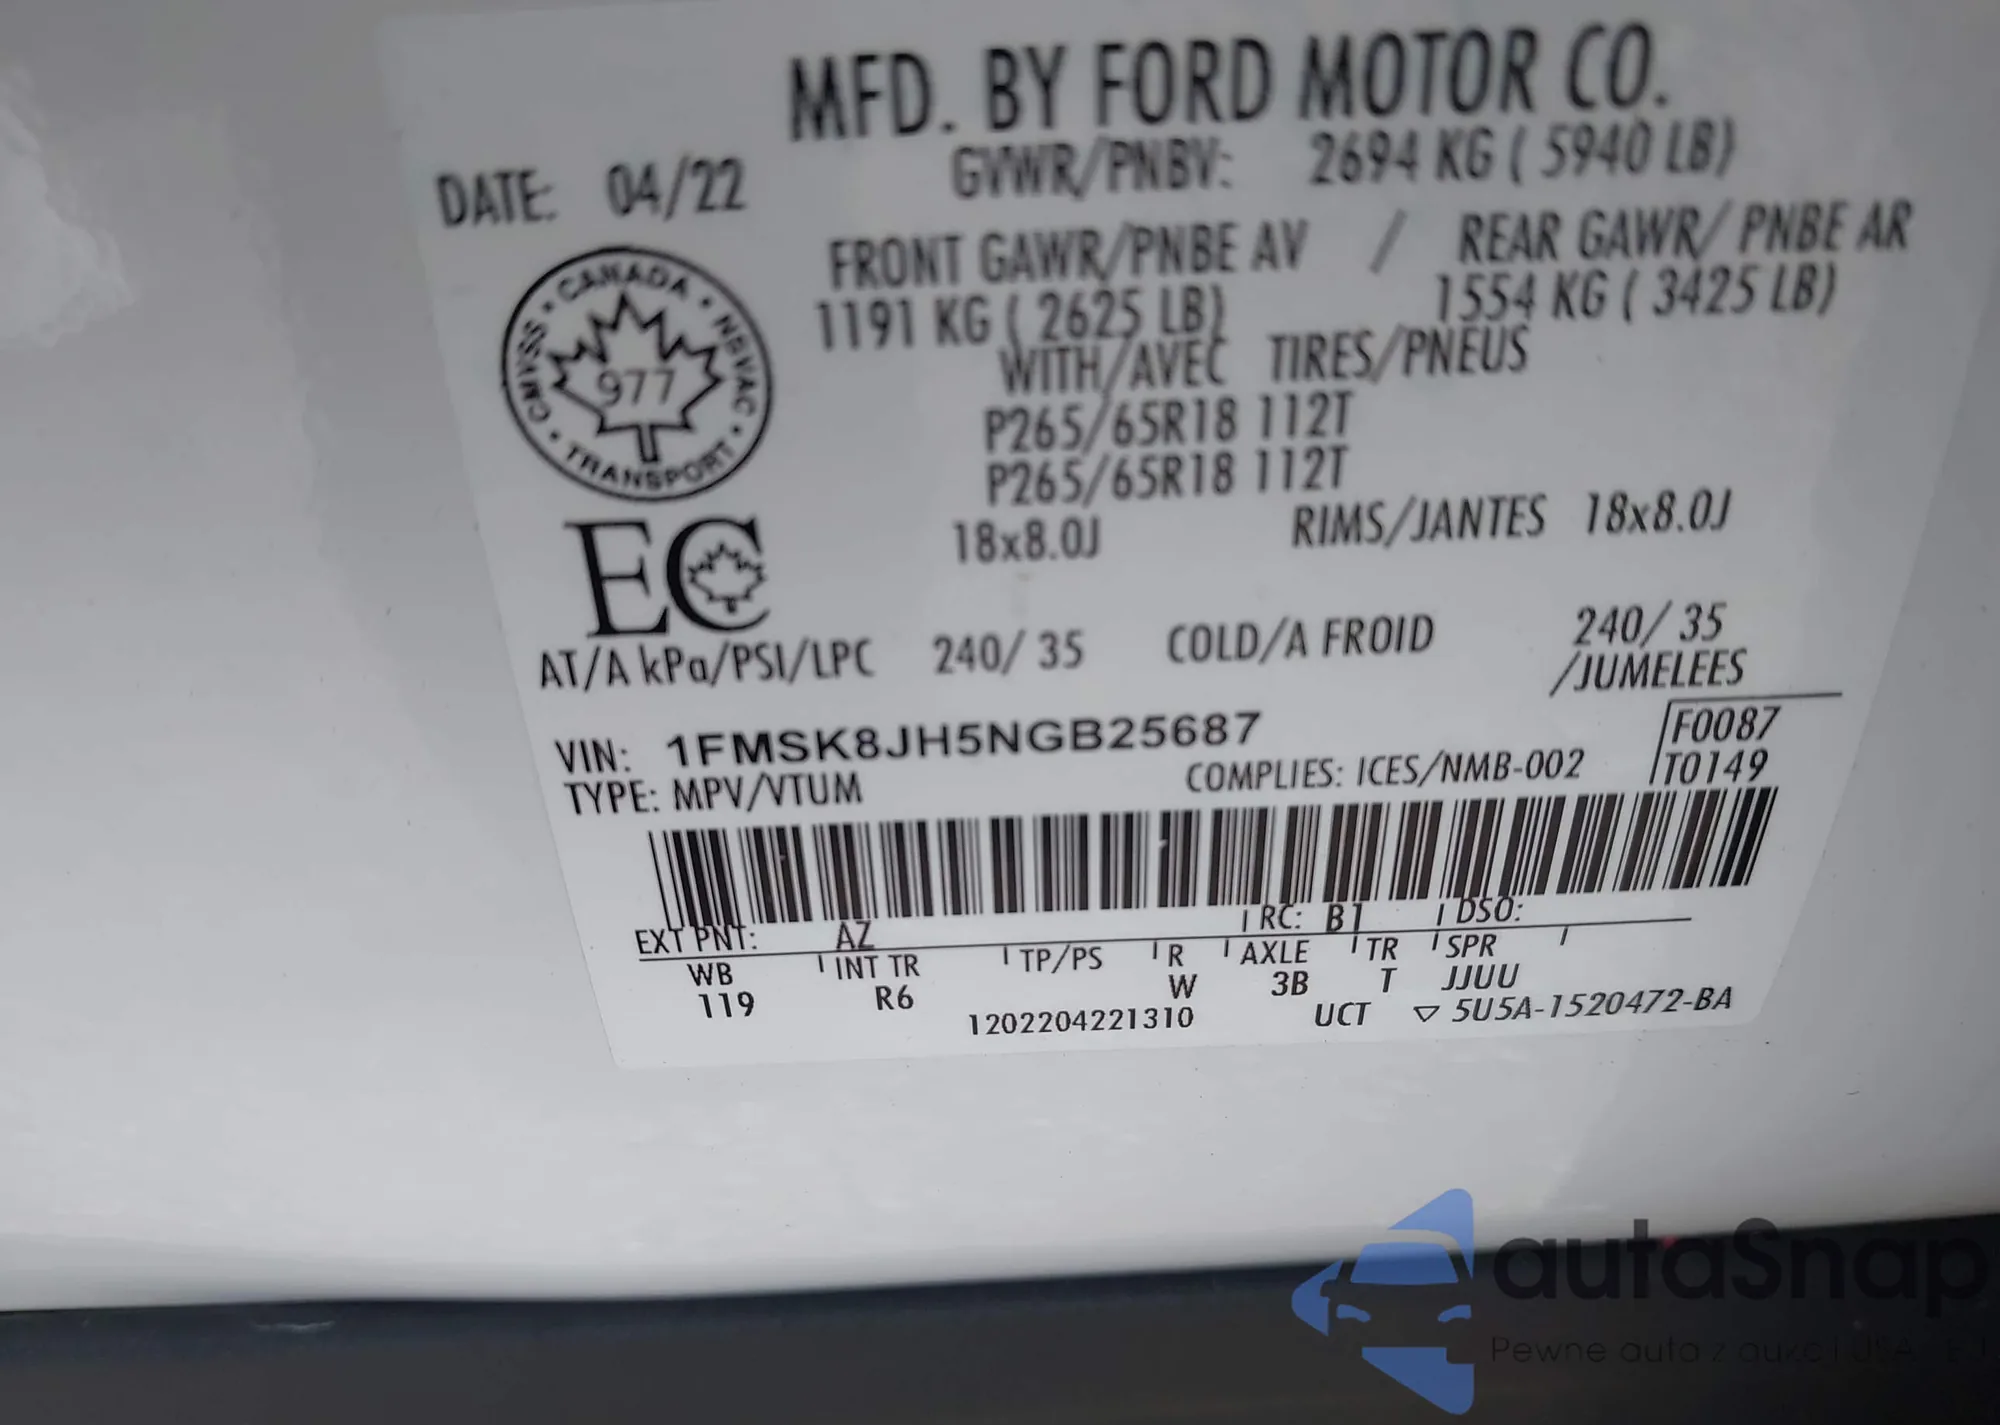 MFD. BY FORD MOTOR CO.
DATE: 04/22
GVWR/PNBV: 2694 KG ( 5940 LB)
FRONT GAWR/PNBE AV / REAR GAWR/ PNBE AR
1191 KG ( 2625 LB) 1554 KG ( 3425 LB)
WITH/AVEC TIRES/PNEUS
P265/65R18 112T
P265/65R18 112T
18x8.0J RIMS/JANTES 18x8.0J
CANADA • NSVAC • TRANSPORT • CMVSS •
977
EC
AT/A kPa/PSI/LPC 240/ 35 COLD/A FROID 240/ 35
/JUMELEES
VIN: 1FMSK8JH5NGB25687
F0087
TYPE: MPV/VTUM COMPLIES: ICES/NMB-002 T0149
EXT PNT: AZ RC: B1 DSO:
WB INT TR TP/PS R AXLE TR SPR
119 R6 W 3B T JJUU
1202204221310 UCT ▽ 5U5A-1520472-BA
autaSnap
Pewne auta z aukcji USA